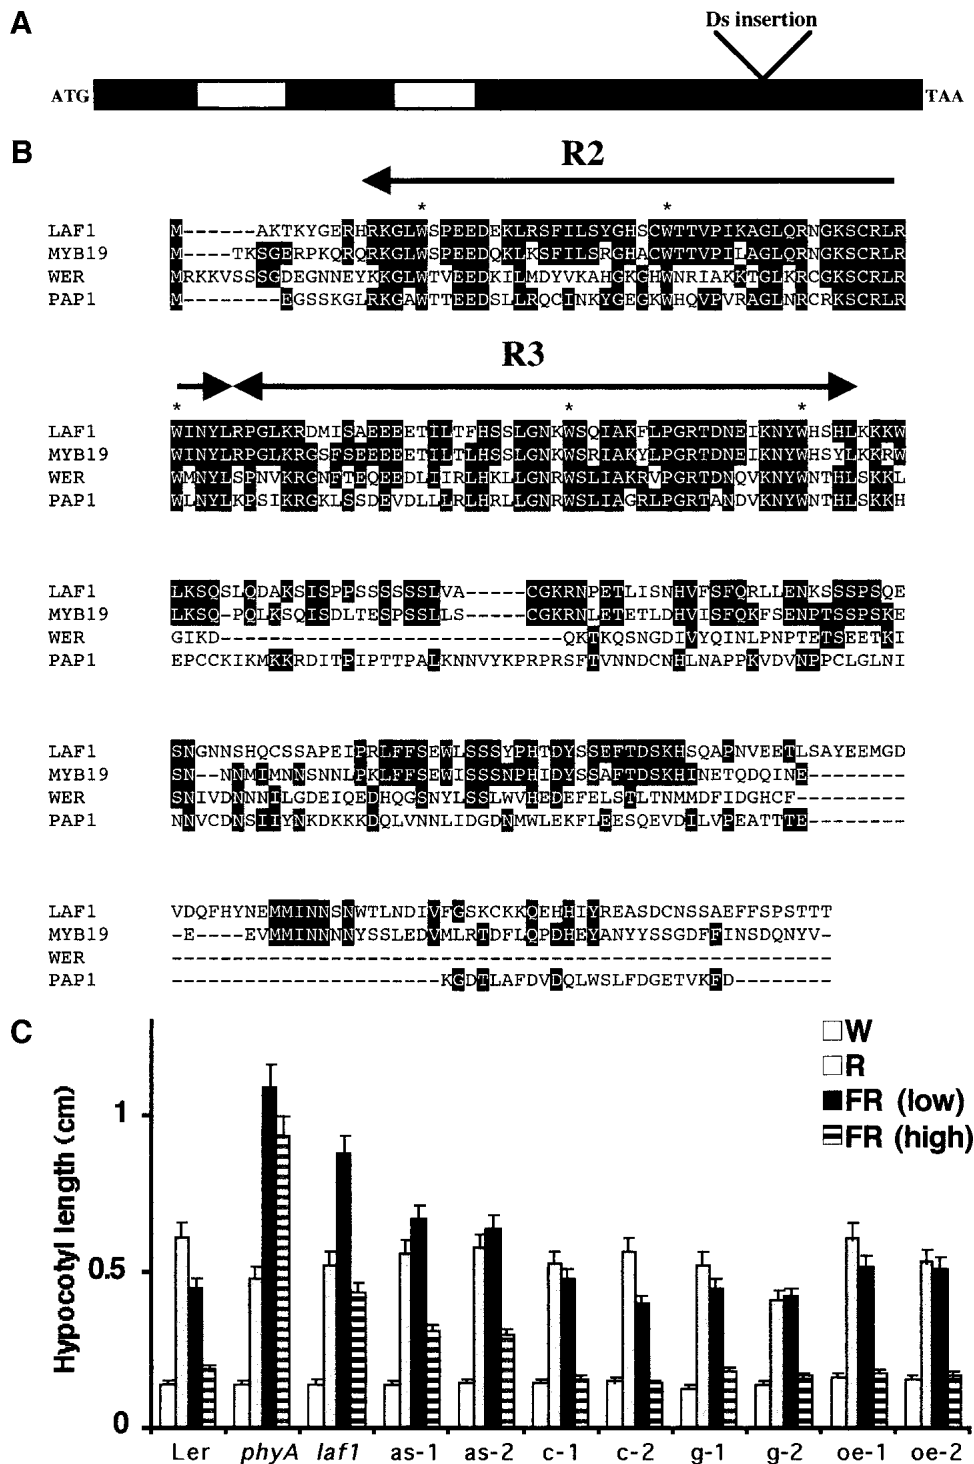 A
Ds insertion
ATG
TAA
B
R2
* *
LAF1 M------AKTKYGERHRKGLWSPEEDEKLRSFILSYGHSCWTTVPIKAGLQRNGKSCRLR
MYB19 M-----TKSGERPKQRQRKGLWSPEEDQKLKSFILSRGHACWTTVPILAGLQRNGKSCRLR
WER MRKKVSSSGDEGNNEYKKGLWTVEEDKILMDYVKAHGKGHWNRIAKKTGLKRCGKSCRLR
PAP1 M--------EGSSKGLRKGAWTTEEDSLLRQCINKYGEGKWHQVPVRAGLNRCRKSCRLR
R3
* * *
LAF1 WINYLRPGLKRDMISAEEEETILTFHSSLGNKWSQIAKFLPGRTDNEIKNYWHSHLKKKW
MYB19 WINYLRPGLKRGSFSEEEEETILTLHSSLGNKWSRIAKYLPGRTDNEIKNYWHSYLKKRW
WER WMNYLSPNVKRGNFTEQEEDLIIRLHKLLGNRWSLIAKRVPGRTDNQVKNYWNTHLSKKL
PAP1 WLNYLKPSIKRGKLSSDEVDLLLRLHRLLGNRWSLIAGRLPGRTANDVKNYWNTHLSKKH
LAF1 LKSQSLQDAKSISPPSSSSSSLVA-----CGKRNPETLISNHVFSFQRLLENKSSSPSQE
MYB19 LKSQ-PQLKSQISDLTESPSSLLS-----CGKRNLETETLDHVISFQKFSENPTSSPSKE
WER GIKD----------------------------QKTKQSNGDIVYQINLPNPTETSEETKI
PAP1 EPCCKIKMKKRDITPIPTTPALKNNVYKPRPRSFTVNNDCNHLNAPPKVDVNPPCLGLNI
LAF1 SNGNNSHQCSSAPEIPRLFFSEWLSSSYPHTDYSSEFTDSKHSQAPNVEETLSAYEEMGD
MYB19 SN--NNMIMNNSNNLPKLFFSEWISSSNPHIDYSSAFTDSKHINETQDQINE--------
WER SNIVDNNNILGDEIQEDHQGSNYLSSLWVHEDEFELSTLTNMMDFIDGHCF---------
PAP1 NNVCDNSIIYNKDKKKDQLVNNLIDGDNMWLEKFLEESQEVDILVPEATTTE--------
LAF1 VDQFHYNEMMINNSNWTLNDIVFGSKCKKQEHHIYREASDCNSSAEFFSPSTTT
MYB19 -E----EVMMINNNNYSSLEDVMLRTDFLQPDHEYANYYSSGDFFINSDQNYV-
WER ------------------------------------------------------
PAP1 ----------------------KGDTLAFDVDQLWSLFDGETVKFD--------
C
W
R
FR (low)
FR (high)
Hypocotyl length (cm)
1
0.5
0
Ler phyA laf1 as-1 as-2 c-1 c-2 g-1 g-2 oe-1 oe-2